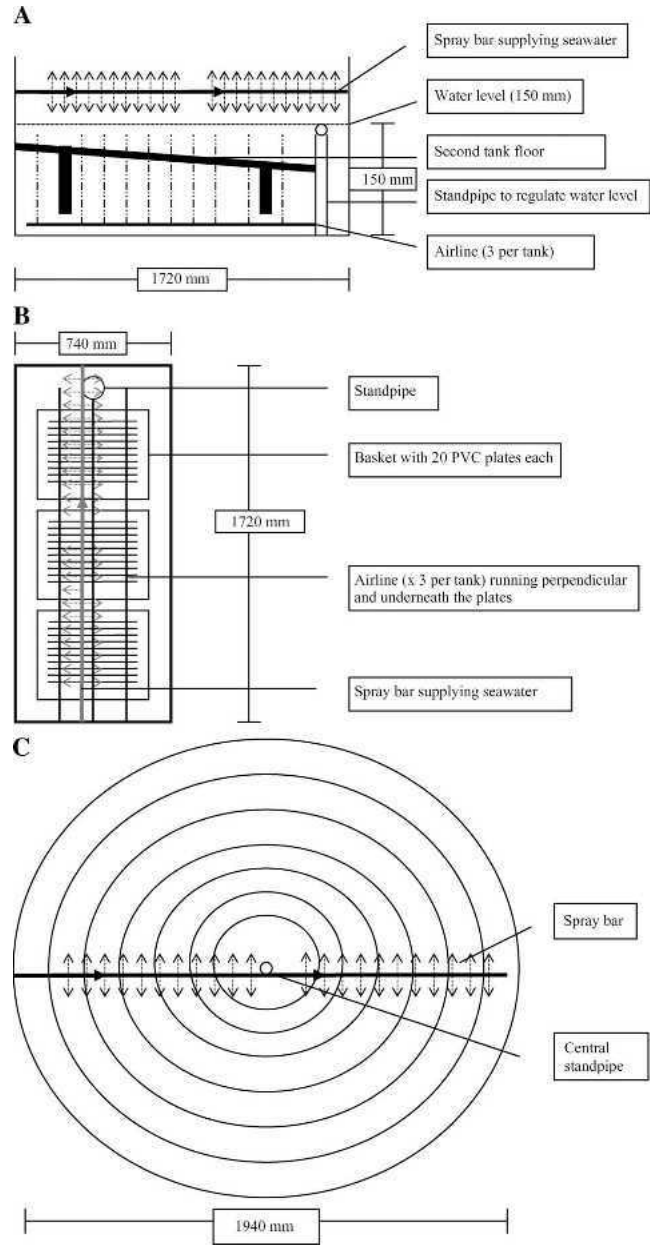 A
Spray bar supplying seawater
Water level (150 mm)
Second tank floor
150 mm
Standpipe to regulate water level
Airline (3 per tank)
1720 mm
B
740 mm
Standpipe
Basket with 20 PVC plates each
1720 mm
Airline (x 3 per tank) running perpendicular
and underneath the plates
Spray bar supplying seawater
C
Spray bar
Central
standpipe
1940 mm